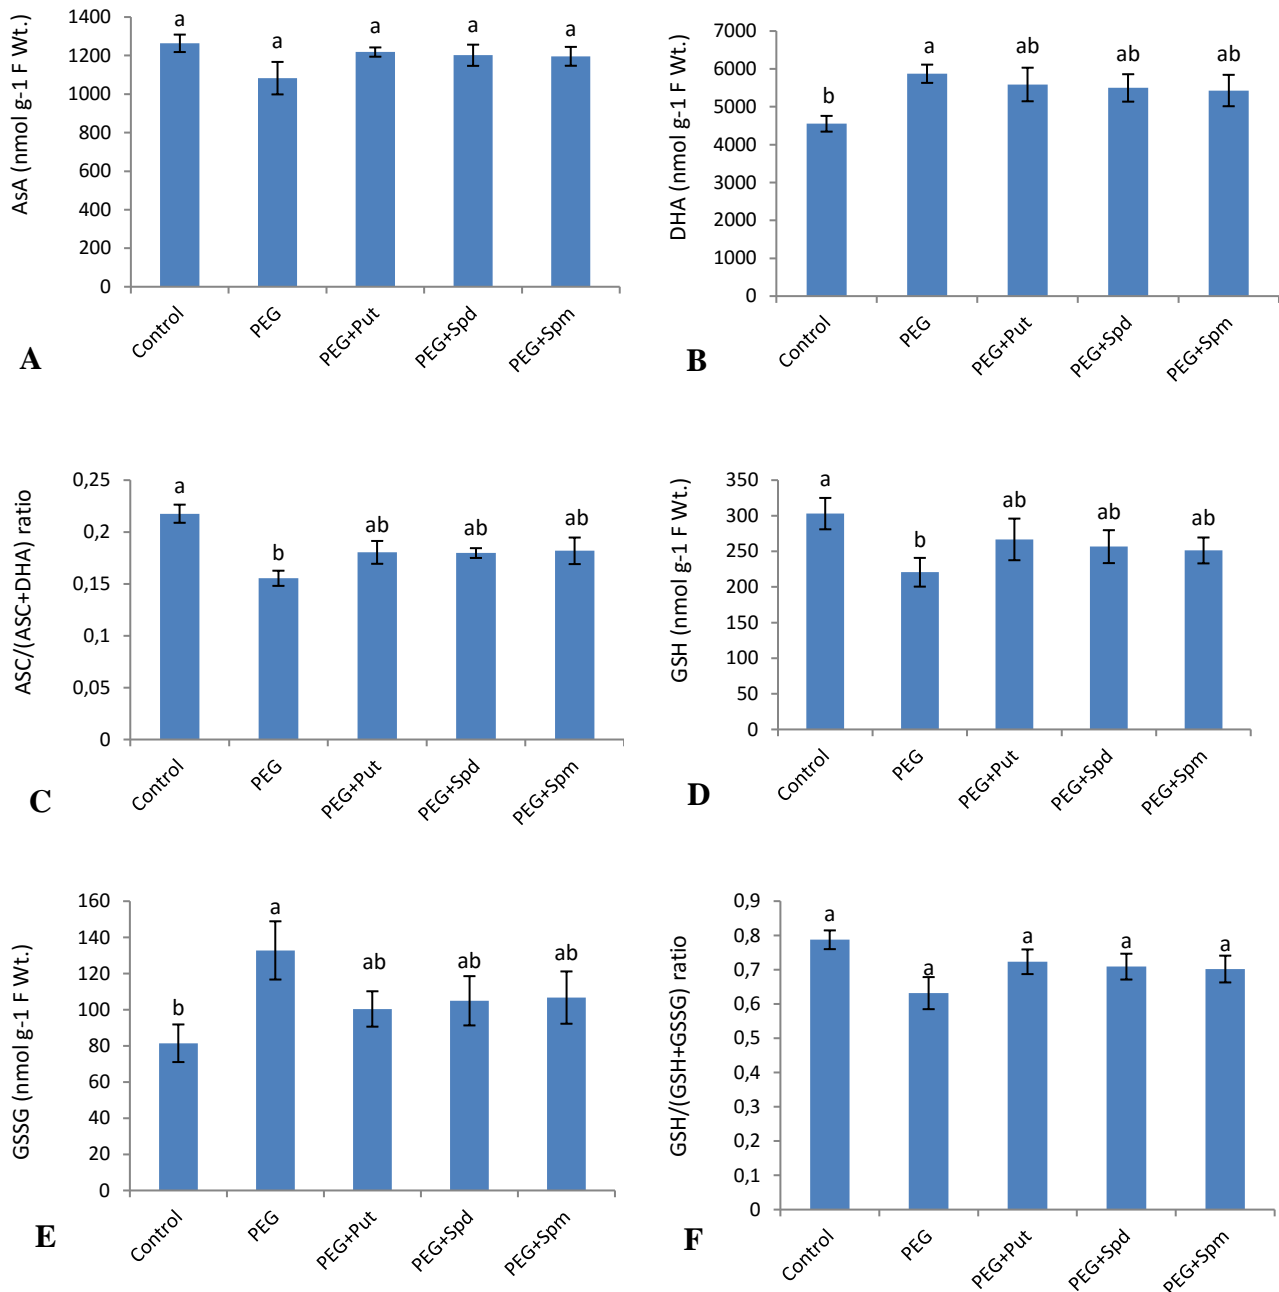 AsA (nmol g-1 F Wt.)
1400
1200
1000
800
600
400
200
0
a
a
a
a
a
Control
PEG
PEG+Put
PEG+Spd
PEG+Spm
A
DHA (nmol g-1 F Wt.)
7000
6000
5000
4000
3000
2000
1000
0
b
a
ab
ab
ab
Control
PEG
PEG+Put
PEG+Spd
PEG+Spm
B
ASC/(ASC+DHA) ratio
0,25
0,2
0,15
0,1
0,05
0
a
b
ab
ab
ab
Control
PEG
PEG+Put
PEG+Spd
PEG+Spm
C
GSH (nmol g-1 F Wt.)
350
300
250
200
150
100
50
0
a
b
ab
ab
ab
Control
PEG
PEG+Put
PEG+Spd
PEG+Spm
D
GSSG (nmol g-1 F Wt.)
160
140
120
100
80
60
40
20
0
b
a
ab
ab
ab
Control
PEG
PEG+Put
PEG+Spd
PEG+Spm
E
GSH/(GSH+GSSG) ratio
0,9
0,8
0,7
0,6
0,5
0,4
0,3
0,2
0,1
0
a
a
a
a
a
Control
PEG
PEG+Put
PEG+Spd
PEG+Spm
F